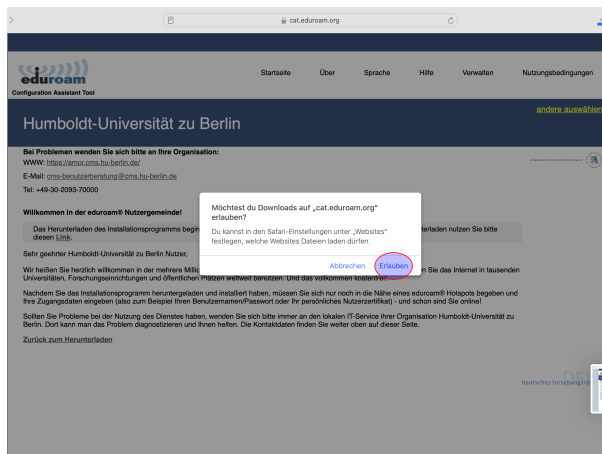 cat.eduroam.org
eduroam
Configuration Assistant Tool
Startseite Über Sprache Hilfe Verwalten Nutzungsbedingungen
andere auswählen
Humboldt-Universität zu Berlin
Bei Problemen wenden Sie sich bitte an Ihre Organisation:
WWW: https://amor.cms.hu-berlin.de/
E-Mail: cms-benutzerberatung@cms.hu-berlin.de
Tel: +49-30-2093-70000
Willkommen in der eduroam® Nutzergemeinde!
Das Herunterladen des Installationsprogramms begin
terladen nutzen Sie bitte
diesen Link.
Sehr geehrter Humboldt-Universität zu Berlin Nutzer,
Wir heißen Sie herzlich willkommen in der mehrere Millio
en Sie das Internet in tausenden
Universitäten, Forschungseinrichtungen und öffentlichen Plätzen weltweit benutzen. Und das vollkommen kostenfrei!
Nachdem Sie das Installationsprogramm heruntergeladen und installiert haben, müssen Sie sich nur noch in die Nähe eines eduroam® Hotspots begeben und
Ihre Zugangsdaten eingeben (also zum Beispiel Ihren Benutzernamen/Passwort oder Ihr persönliches Nutzerzertifikat) - und schon sind Sie online!
Sollten Sie Probleme bei der Nutzung des Dienstes haben, wenden Sie sich bitte immer an den lokalen IT-Service ihrer Organisation Humboldt-Universität zu
Berlin. Dort kann man das Problem diagnostizieren und Ihnen helfen. Die Kontaktdaten finden Sie weiter oben auf dieser Seite.
Zurück zum Herunterladen
Möchtest du Downloads auf „cat.eduroam.org“
erlauben?
Du kannst in den Safari-Einstellungen unter „Websites“
festlegen, welche Websites Dateien laden dürfen.
Abbrechen Erlauben
deutsches forschungsne